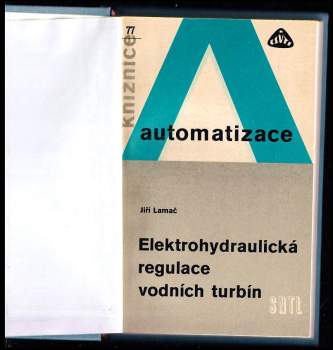 77
knižnice
automatizace
Jiří Lamač
Elektrohydraulická
regulace
vodních turbín
SNTL